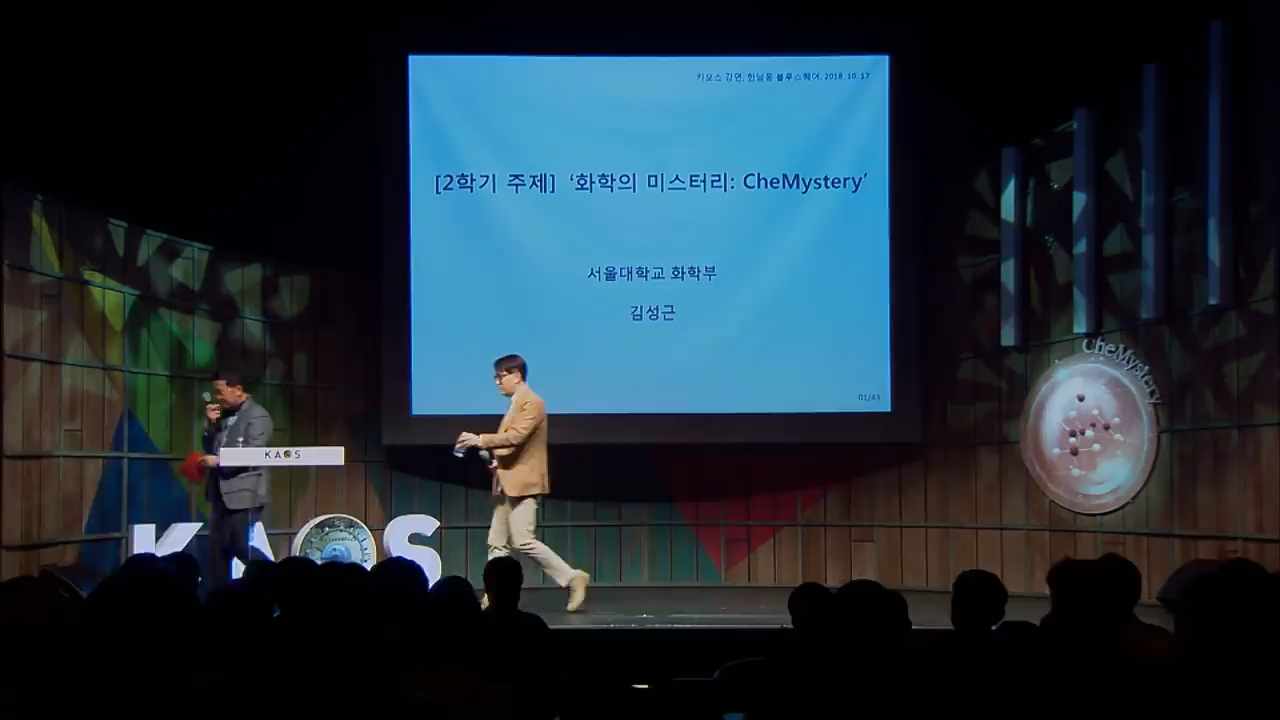 카오스 강연, 한남동 블루스퀘어, 2018. 10. 17
[2학기 주제] ‘화학의 미스터리: CheMystery’
서울대학교 화학부
김성근
01/43
CheMystery
KAOS
KAOS